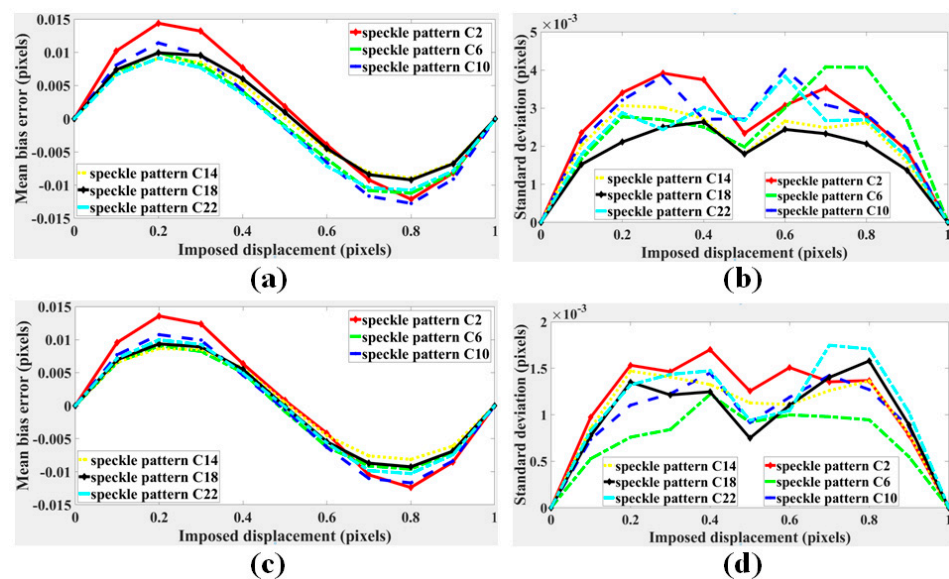 0.015
0.01
0.005
0
-0.005
-0.01
-0.015
Mean bias error (pixels)
speckle pattern C2
speckle pattern C6
speckle pattern C10
speckle pattern C14
speckle pattern C18
speckle pattern C22
0 0.2 0.4 0.6 0.8 1
Imposed displacement (pixels)
(a)
×10⁻³
5
4
3
2
1
0
Standard deviation (pixels)
speckle pattern C14
speckle pattern C18
speckle pattern C22
speckle pattern C2
speckle pattern C6
speckle pattern C10
0 0.2 0.4 0.6 0.8 1
Imposed displacement (pixels)
(b)
0.015
0.01
0.005
0
-0.005
-0.01
-0.015
Mean bias error (pixels)
speckle pattern C2
speckle pattern C6
speckle pattern C10
speckle pattern C14
speckle pattern C18
speckle pattern C22
0 0.2 0.4 0.6 0.8 1
Imposed displacement (pixels)
(c)
×10⁻³
2
1.5
1
0.5
0
Standard deviation (pixels)
speckle pattern C14
speckle pattern C18
speckle pattern C22
speckle pattern C2
speckle pattern C6
speckle pattern C10
0 0.2 0.4 0.6 0.8 1
Imposed displacement (pixels)
(d)